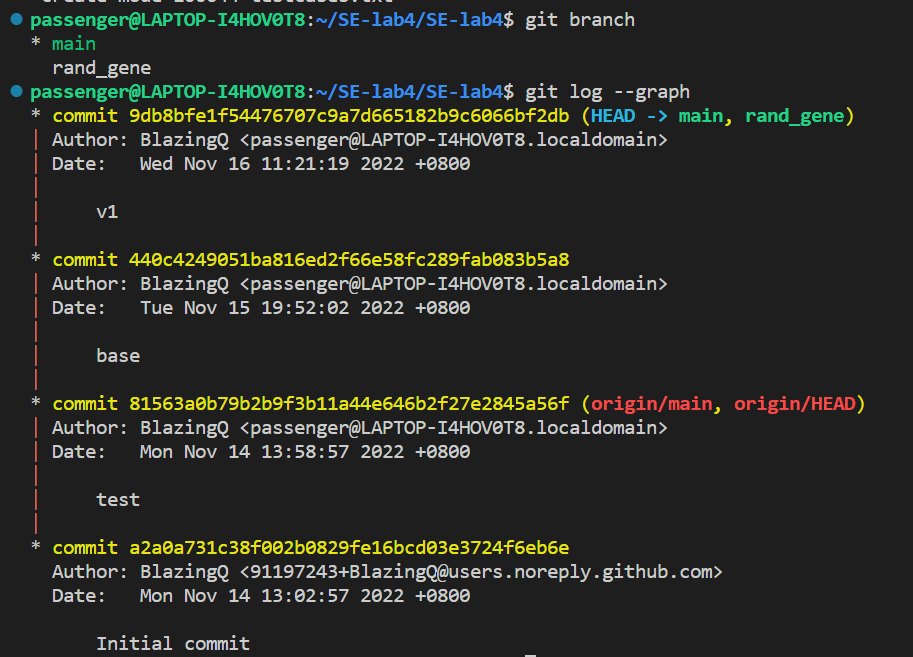 passenger@LAPTOP-I4HOV0T8:~/SE-lab4/SE-lab4$ git branch
* main
  rand_gene
passenger@LAPTOP-I4HOV0T8:~/SE-lab4/SE-lab4$ git log --graph
* commit 9db8bfe1f54476707c9a7d665182b9c6066bf2db (HEAD -> main, rand_gene)
| Author: BlazingQ <passenger@LAPTOP-I4HOV0T8.localdomain>
| Date:   Wed Nov 16 11:21:19 2022 +0800
|
|     v1
|
* commit 440c4249051ba816ed2f66e58fc289fab083b5a8
| Author: BlazingQ <passenger@LAPTOP-I4HOV0T8.localdomain>
| Date:   Tue Nov 15 19:52:02 2022 +0800
|
|     base
|
* commit 81563a0b79b2b9f3b11a44e646b2f27e2845a56f (origin/main, origin/HEAD)
| Author: BlazingQ <passenger@LAPTOP-I4HOV0T8.localdomain>
| Date:   Mon Nov 14 13:58:57 2022 +0800
|
|     test
|
* commit a2a0a731c38f002b0829fe16bcd03e3724f6eb6e
  Author: BlazingQ <91197243+BlazingQ@users.noreply.github.com>
  Date:   Mon Nov 14 13:02:57 2022 +0800

      Initial commit